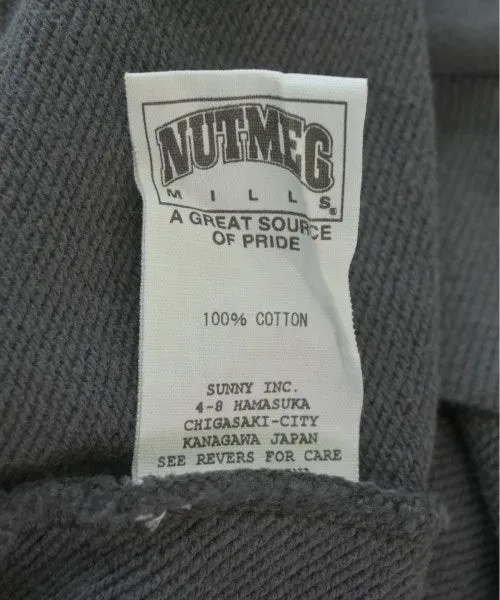 NUTMEG
MILLS®
A GREAT SOURCE
OF PRIDE
100% COTTON
SUNNY INC.
4-8 HAMASUKA
CHIGASAKI-CITY
KANAGAWA JAPAN
SEE REVERS FOR CARE